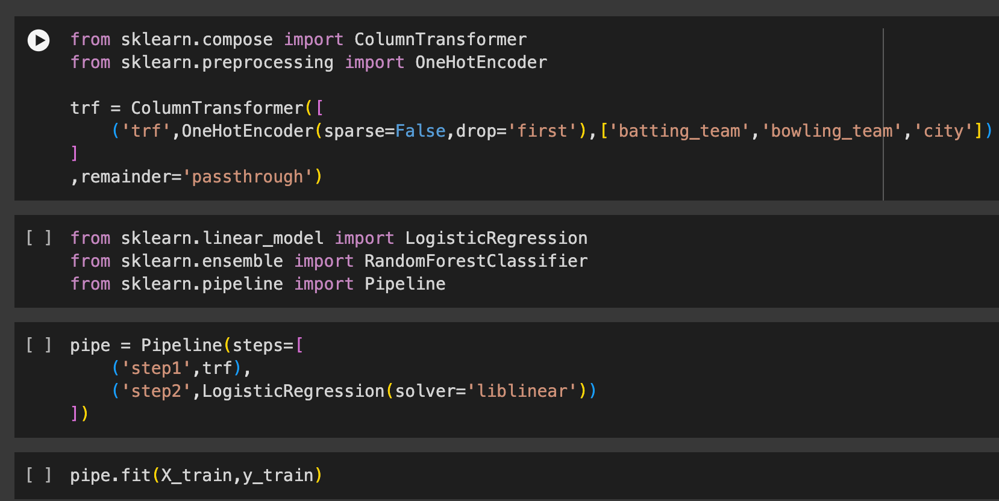 from sklearn.compose import ColumnTransformer
from sklearn.preprocessing import OneHotEncoder
trf = ColumnTransformer([
    ('trf',OneHotEncoder(sparse=False,drop='first'),['batting_team','bowling_team','city'])
]
,remainder='passthrough')
[ ] from sklearn.linear_model import LogisticRegression
from sklearn.ensemble import RandomForestClassifier
from sklearn.pipeline import Pipeline
[ ] pipe = Pipeline(steps=[
    ('step1',trf),
    ('step2',LogisticRegression(solver='liblinear'))
])
[ ] pipe.fit(X_train,y_train)